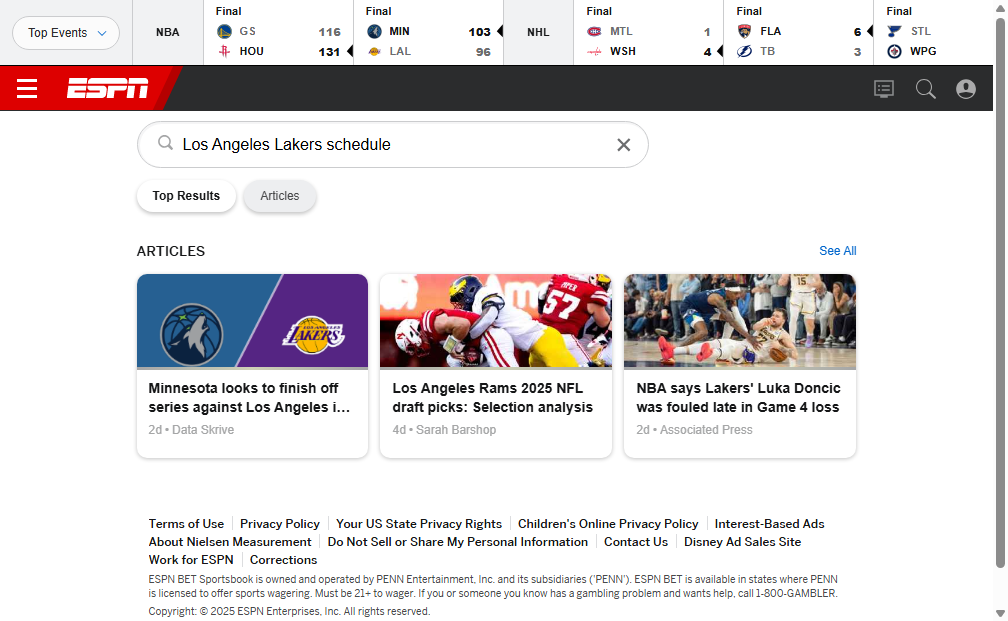 Top Events
NBA
Final
GS 116
HOU 131
Final
MIN 103
LAL 96
NHL
Final
MTL 1
WSH 4
Final
FLA 6
TB 3
Final
STL
WPG
ESPN
Los Angeles Lakers schedule
Top Results
Articles
ARTICLES
See All
LOS ANGELES
LAKERS
Minnesota looks to finish off
series against Los Angeles i...
2d • Data Skrive
PIPER
57
Los Angeles Rams 2025 NFL
draft picks: Selection analysis
4d • Sarah Barshop
15
NBA says Lakers' Luka Doncic
was fouled late in Game 4 loss
2d • Associated Press
Terms of Use
Privacy Policy
Your US State Privacy Rights
Children's Online Privacy Policy
Interest-Based Ads
About Nielsen Measurement
Do Not Sell or Share My Personal Information
Contact Us
Disney Ad Sales Site
Work for ESPN
Corrections
ESPN BET Sportsbook is owned and operated by PENN Entertainment, Inc. and its subsidiaries ('PENN'). ESPN BET is available in states where PENN
is licensed to offer sports wagering. Must be 21+ to wager. If you or someone you know has a gambling problem and wants help, call 1-800-GAMBLER.
Copyright: © 2025 ESPN Enterprises, Inc. All rights reserved.